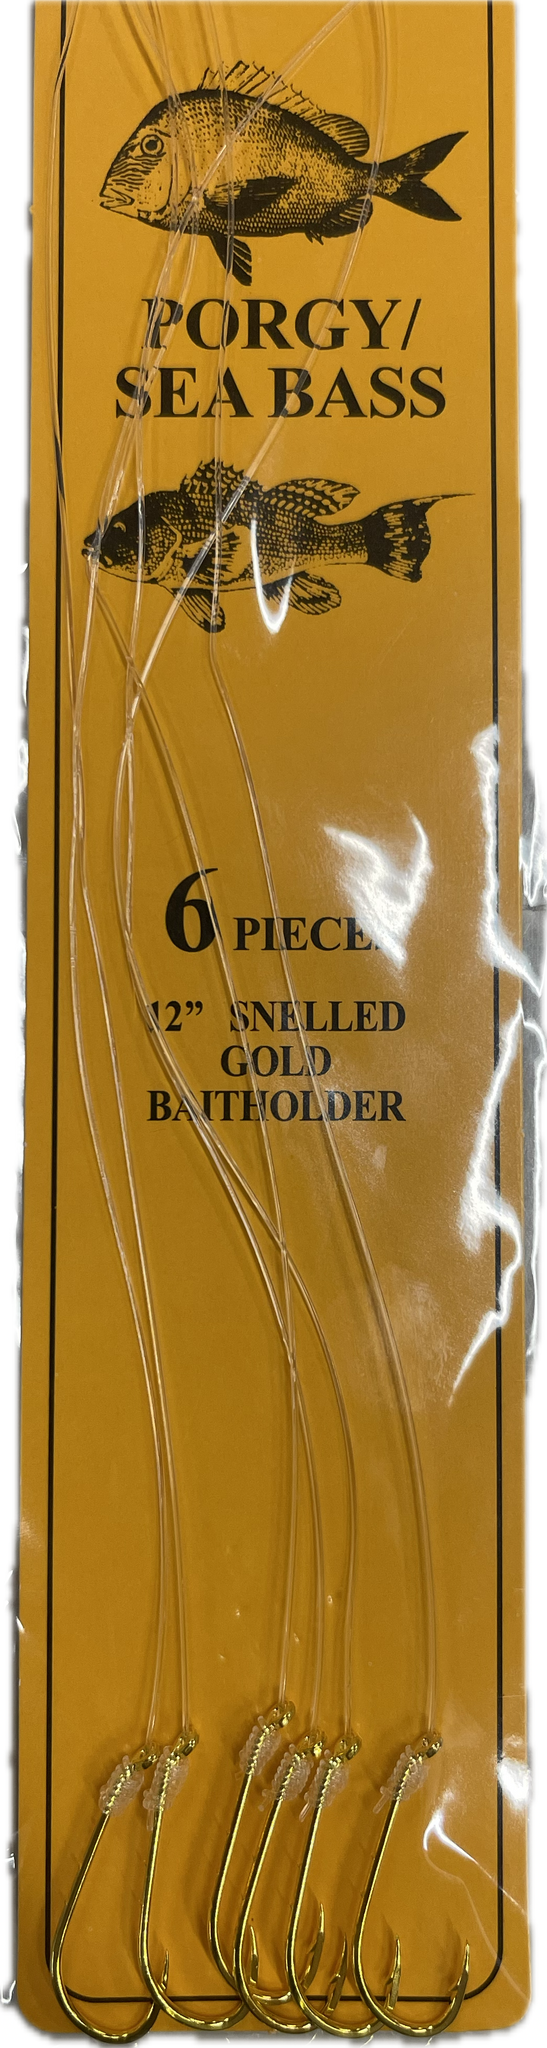 PORGY/
SEA BASS
6 PIECE
12” SNELLED
GOLD
BAITHOLDER